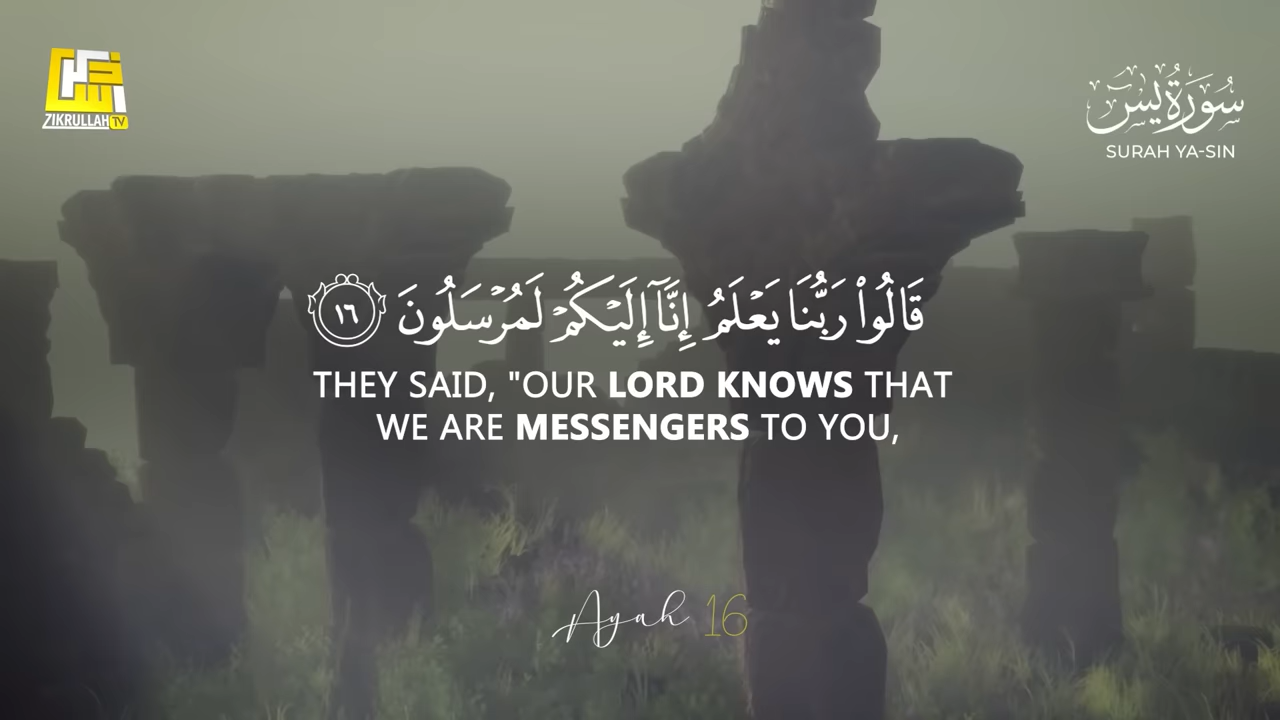 ZIKRULLAH TV
سُورَةُ يس
SURAH YA-SIN
قَالُواْ رَبُّنَا يَعْلَمُ إِنَّآ إِلَيْكُمْ لَمُرْسَلُونَ ١٦
THEY SAID, "OUR LORD KNOWS THAT
WE ARE MESSENGERS TO YOU,
Ayah 16